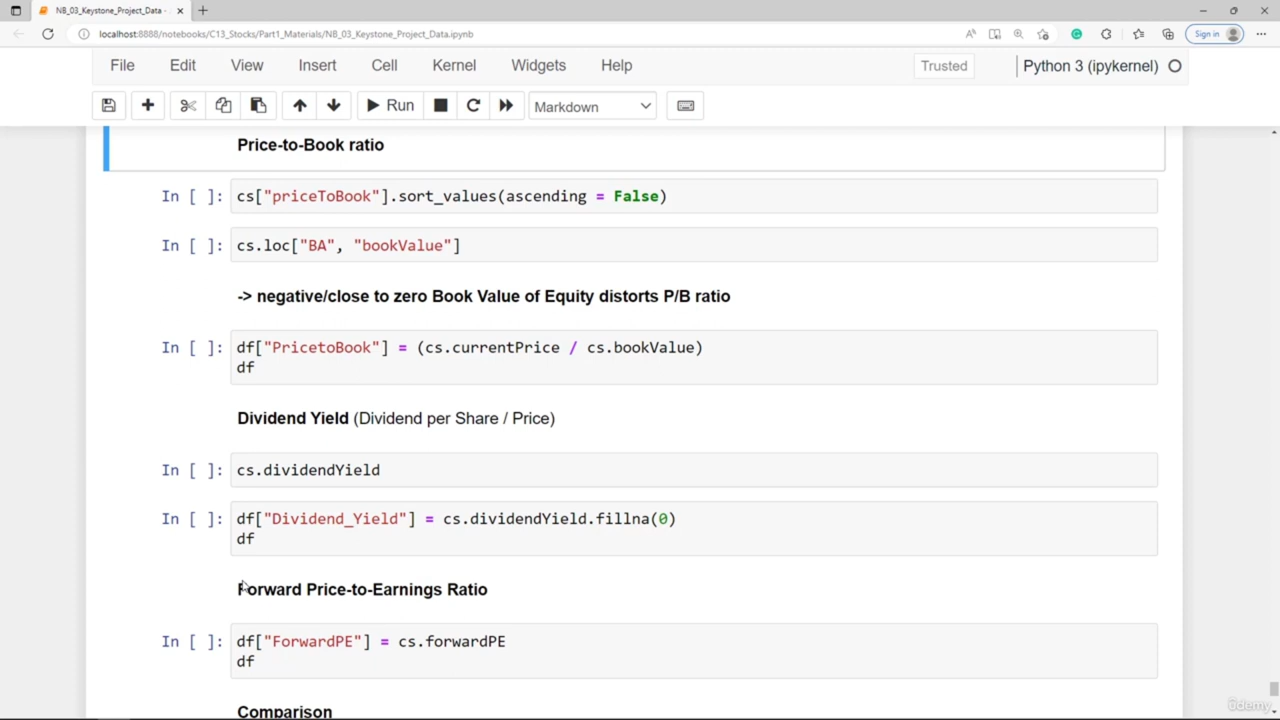 NB_03_Keystone_Project_Data -
localhost:8888/notebooks/C13_Stocks/Part1_Materials/NB_03_Keystone_Project_Data.ipynb
Sign in
File Edit View Insert Cell Kernel Widgets Help
Trusted
Python 3 (ipykernel)
Run
Markdown
Price-to-Book ratio
In [ ]: cs["priceToBook"].sort_values(ascending = False)
In [ ]: cs.loc["BA", "bookValue"]
-> negative/close to zero Book Value of Equity distorts P/B ratio
In [ ]: df["PricetoBook"] = (cs.currentPrice / cs.bookValue)
df
Dividend Yield (Dividend per Share / Price)
In [ ]: cs.dividendYield
In [ ]: df["Dividend_Yield"] = cs.dividendYield.fillna(0)
df
Forward Price-to-Earnings Ratio
In [ ]: df["ForwardPE"] = cs.forwardPE
df
Comparison
ûdemy